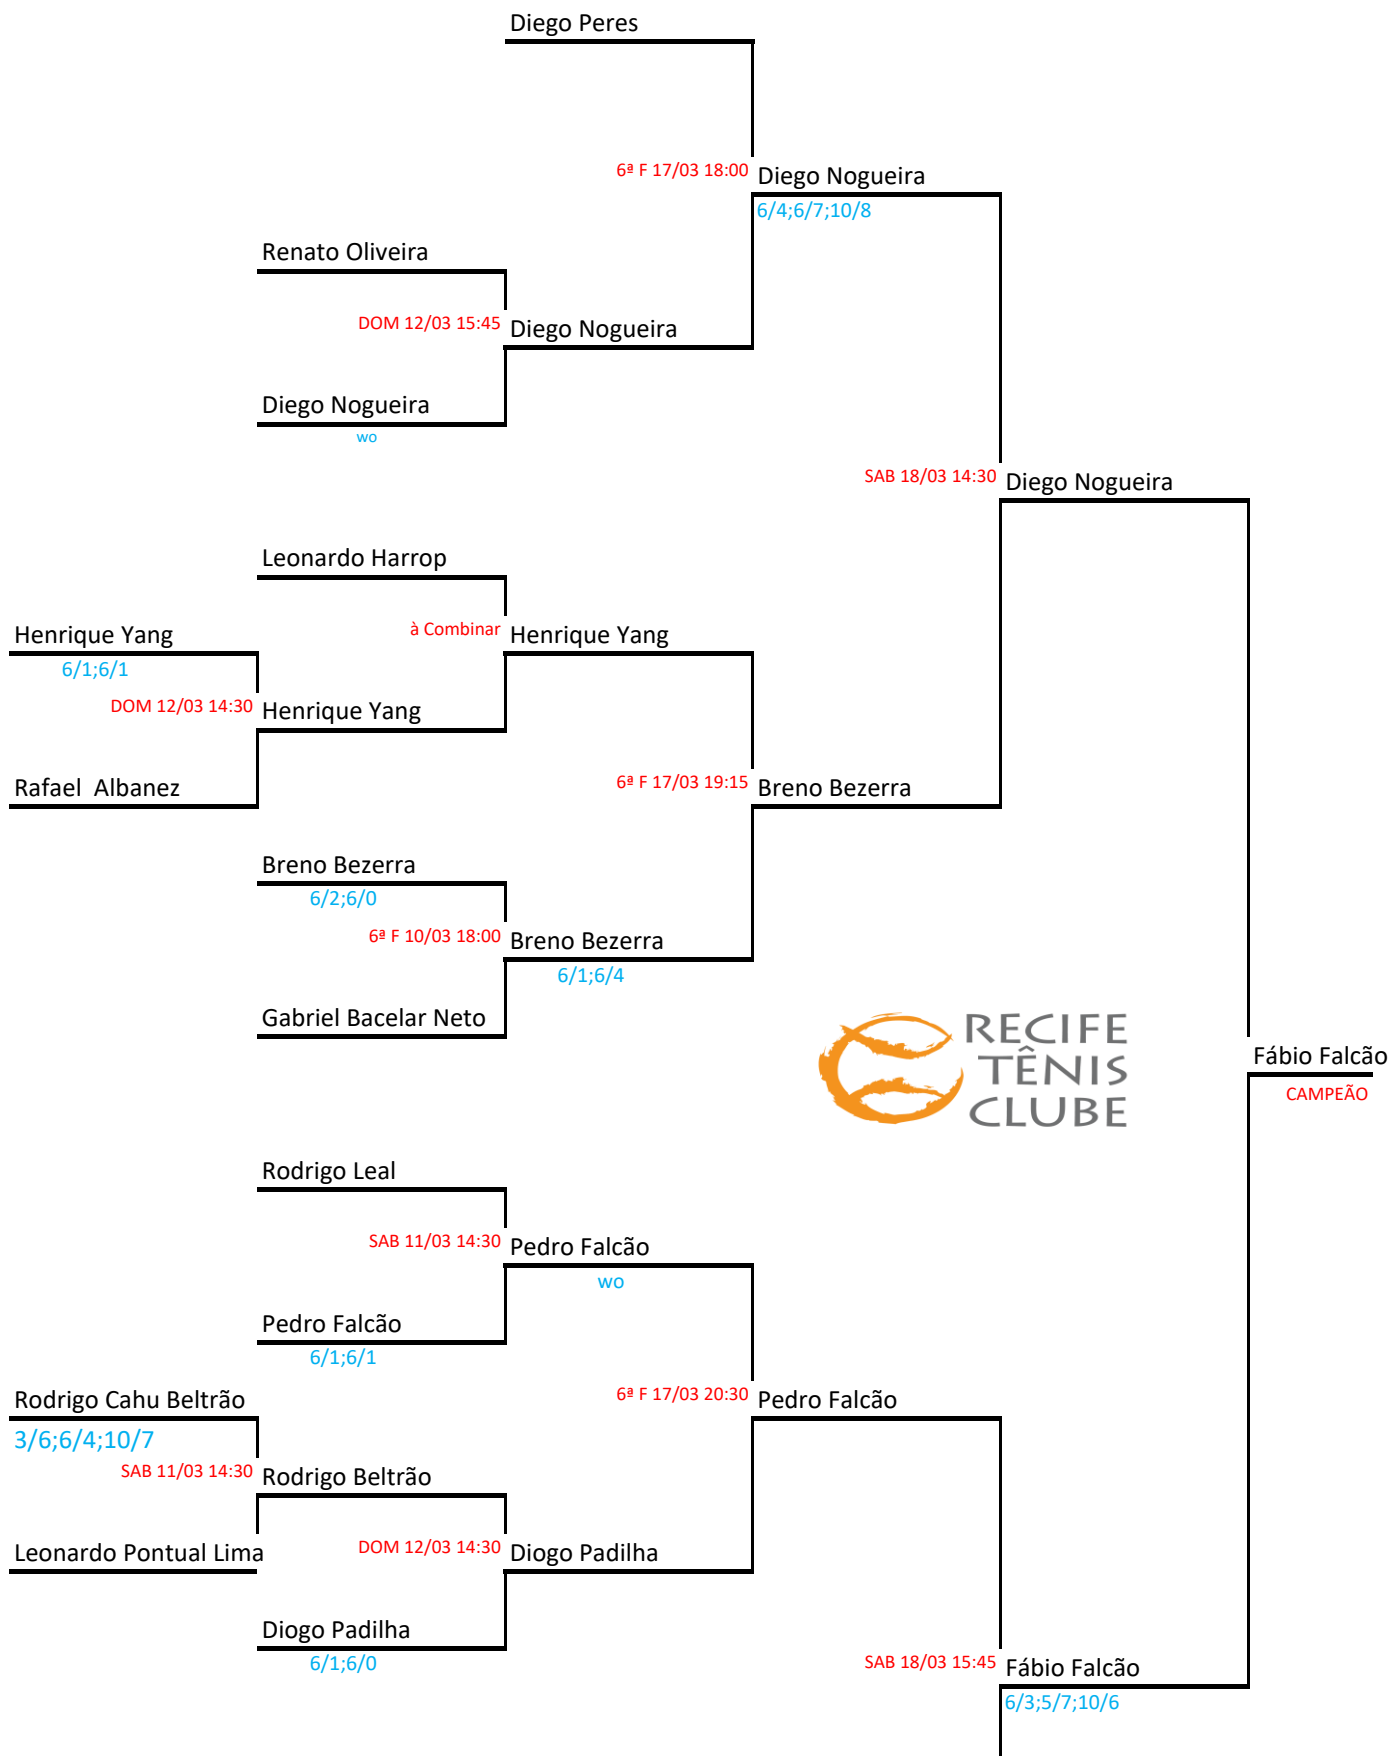 Diego Peres
6ª F 17/03 18:00
Diego Nogueira
6/4;6/7;10/8
Renato Oliveira
DOM 12/03 15:45
Diego Nogueira
Diego Nogueira
wo
SAB 18/03 14:30
Diego Nogueira
Leonardo Harrop
à Combinar
Henrique Yang
Henrique Yang
6/1;6/1
DOM 12/03 14:30
Henrique Yang
Rafael  Albanez
6ª F 17/03 19:15
Breno Bezerra
Breno Bezerra
6/2;6/0
6ª F 10/03 18:00
Breno Bezerra
6/1;6/4
Gabriel Bacelar Neto
RECIFE
TÊNIS
CLUBE
Fábio Falcão
CAMPEÃO
Rodrigo Leal
SAB 11/03 14:30
Pedro Falcão
wo
Pedro Falcão
6/1;6/1
Rodrigo Cahu Beltrão
3/6;6/4;10/7
6ª F 17/03 20:30
Pedro Falcão
SAB 11/03 14:30
Rodrigo Beltrão
Leonardo Pontual Lima
DOM 12/03 14:30
Diogo Padilha
Diogo Padilha
6/1;6/0
SAB 18/03 15:45
Fábio Falcão
6/3;5/7;10/6